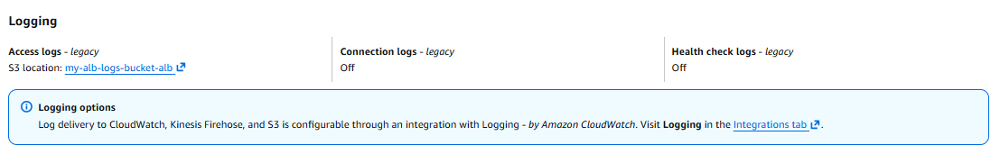 Logging
Access logs - legacy
S3 location: my-alb-logs-bucket-alb
Connection logs - legacy
Off
Health check logs - legacy
Off
Logging options
Log delivery to CloudWatch, Kinesis Firehose, and S3 is configurable through an integration with Logging - by Amazon CloudWatch. Visit Logging in the Integrations tab.